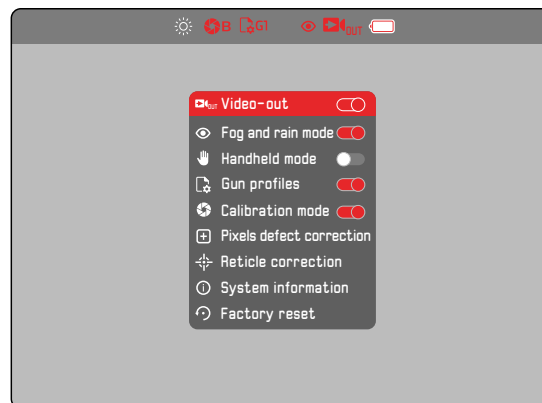 B G1 OUT
OUT Video-out
Fog and rain mode
Handheld mode
Gun profiles
Calibration mode
Pixels defect correction
Reticle correction
System information
Factory reset